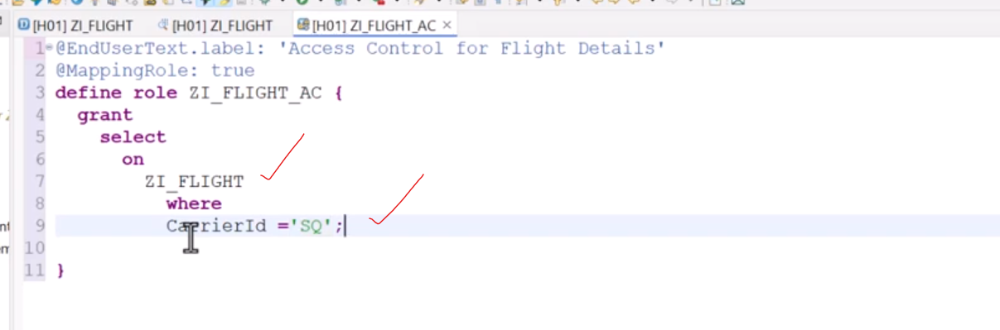 [H01] ZI_FLIGHT [H01] ZI_FLIGHT [H01] ZI_FLIGHT_AC
1 @EndUserText.label: 'Access Control for Flight Details'
2 @MappingRole: true
3 define role ZI_FLIGHT_AC {
4 grant
5 select
6 on
7 ZI_FLIGHT
8 where
9 CarrierId ='SQ';
10
11 }